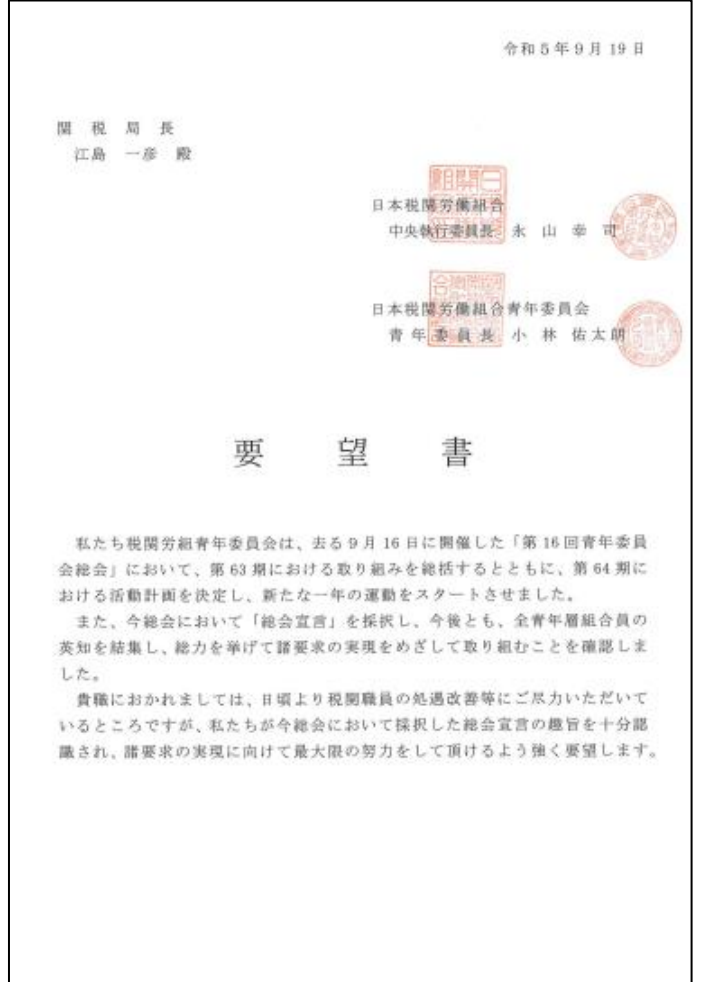 令和5年9月19日
関税局長
江島 一彦 殿
日本税関労働組合
中央執行委員長 永山 幸司
日本税関労働組合青年委員会
青年委員長 小林 佑太朗
要望書
私たち税関労組青年委員会は、去る9月16日に開催した「第16回青年委員
会総会」において、第63期における取り組みを総括するとともに、第64期に
おける活動計画を決定し、新たな一年の運動をスタートさせました。
また、今総会において「総会宣言」を採択し、今後とも、全青年層組合員の
英知を結集し、総力を挙げて諸要求の実現をめざして取り組むことを確認しま
した。
貴職におかれましては、日頃より税関職員の処遇改善等にご尽力いただいて
いるところですが、私たちが今総会において採択した総会宣言の趣旨を十分認
識され、諸要求の実現に向けて最大限の努力をして頂けるよう強く要望します。